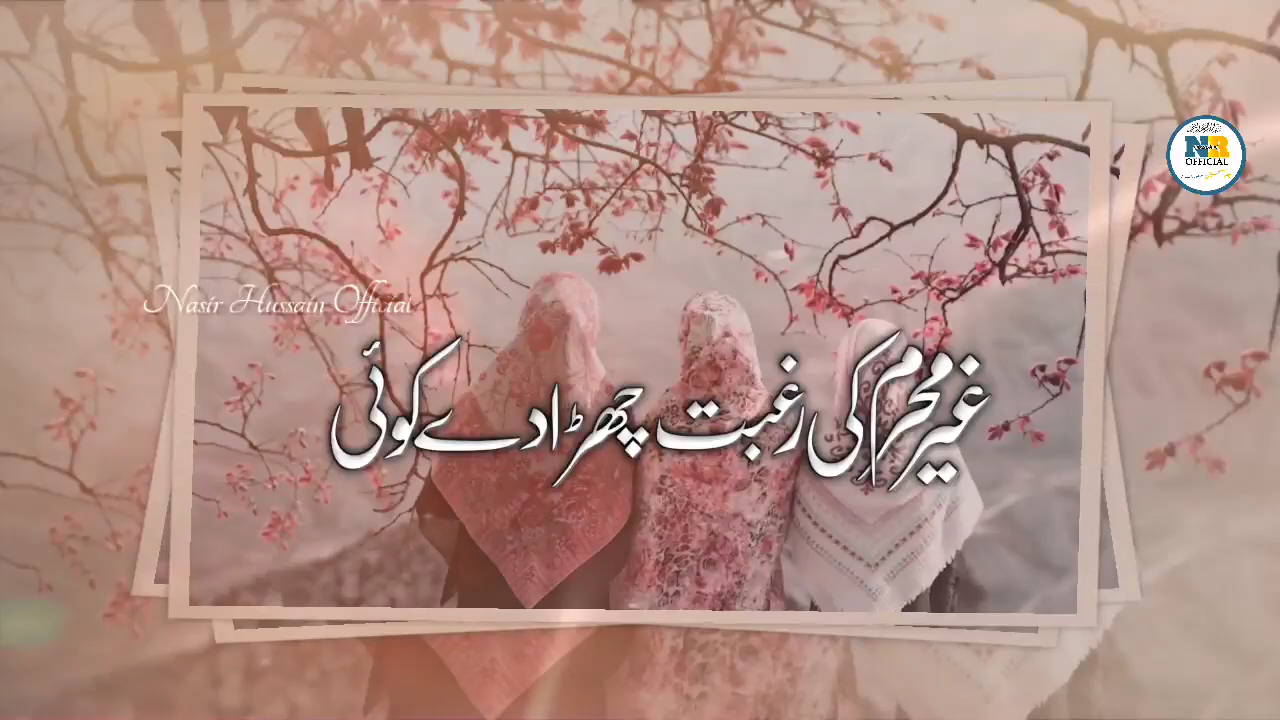 OFFICIAL
Nasir Hussain Official
غیر محرم کی رغبت چھڑا دے کوئی